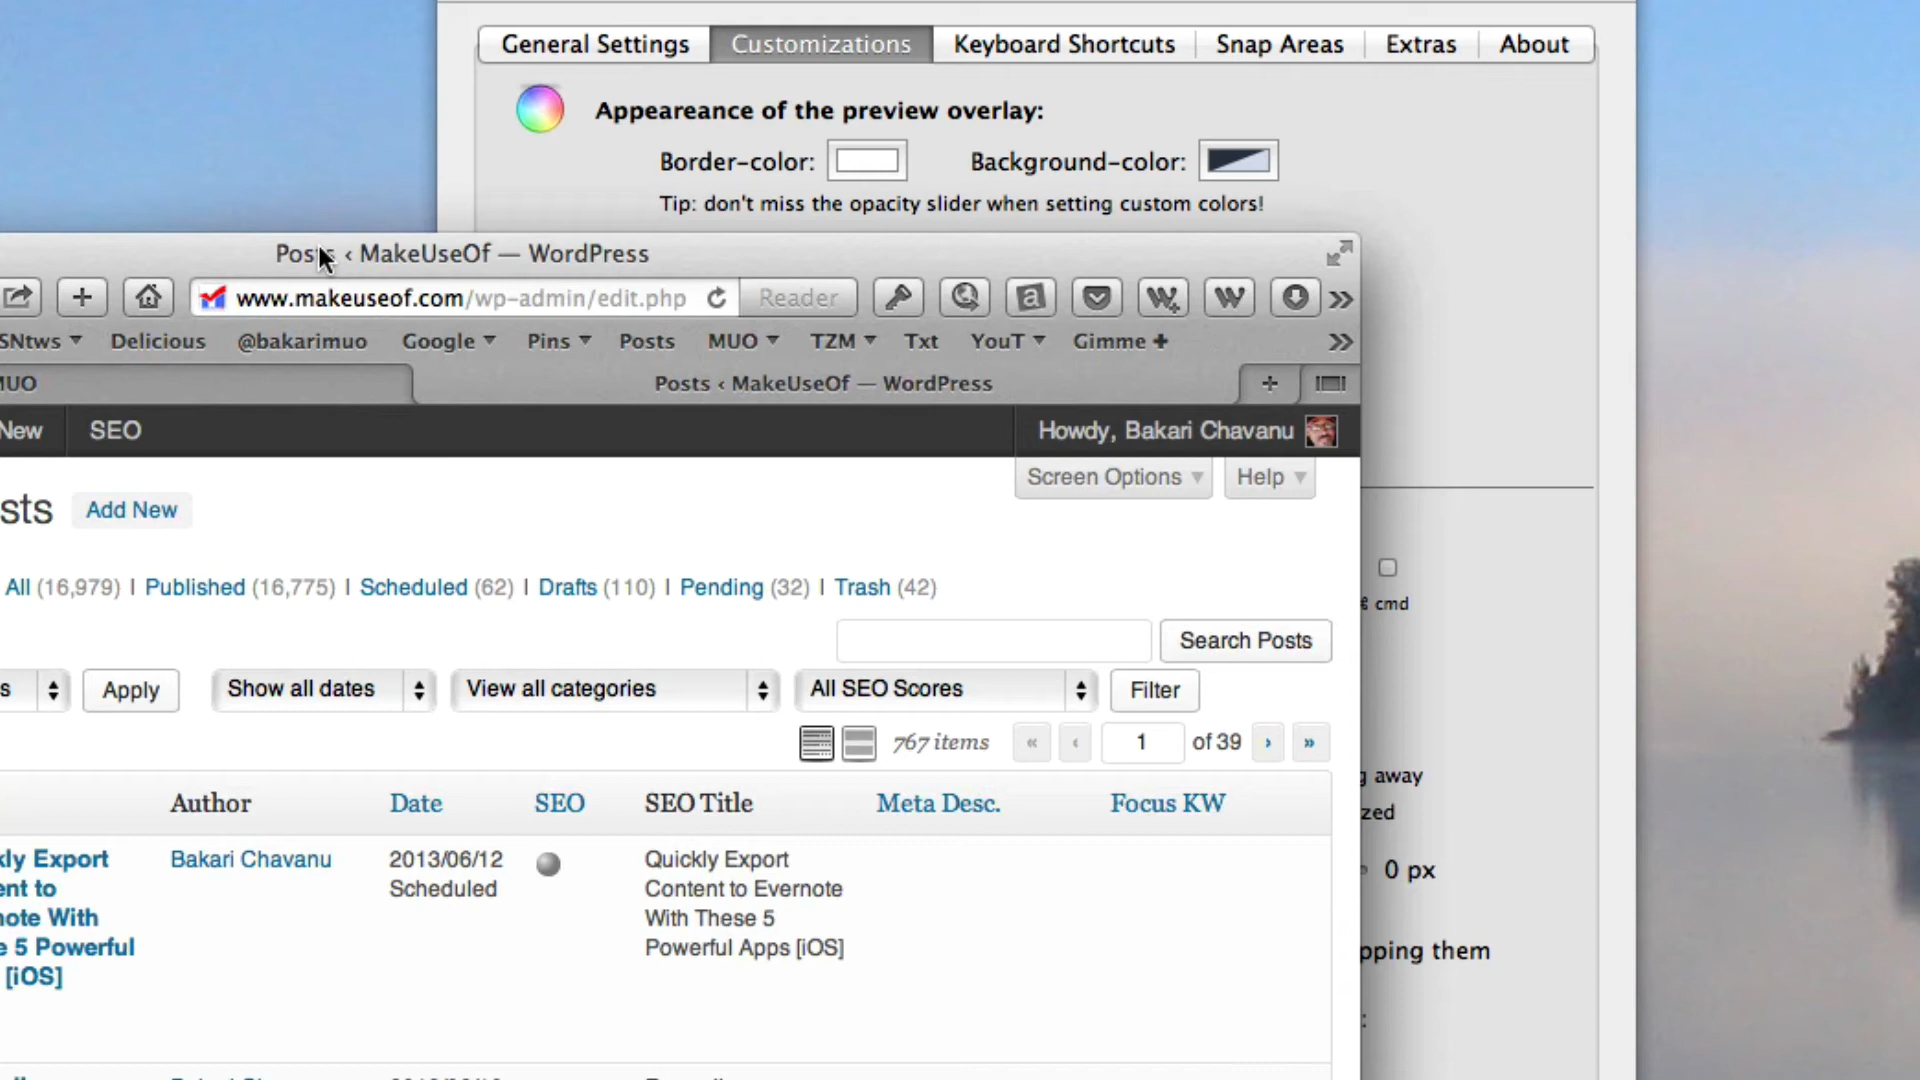 General Settings Customizations Keyboard Shortcuts Snap Areas Extras About
Appeareance of the preview overlay:
Border-color: Background-color:
Tip: don't miss the opacity slider when setting custom colors!
Posts ‹ MakeUseOf — WordPress
www.makeuseof.com/wp-admin/edit.php Reader
SNtws Delicious @bakarimuo Google Pins Posts MUO TZM Txt YouT Gimme + »
MUO Posts ‹ MakeUseOf — WordPress +
New SEO Howdy, Bakari Chavanu
Screen Options Help
sts Add New
All (16,979) | Published (16,775) | Scheduled (62) | Drafts (110) | Pending (32) | Trash (42)
cmd
Search Posts
s Apply Show all dates View all categories All SEO Scores Filter
767 items « ‹ 1 of 39 › »
g away
Author Date SEO SEO Title Meta Desc. Focus KW
zed
kly Export Bakari Chavanu 2013/06/12 Quickly Export
0 px
ent to Scheduled Content to Evernote
note With With These 5
e 5 Powerful Powerful Apps [iOS]
pping them
[iOS]